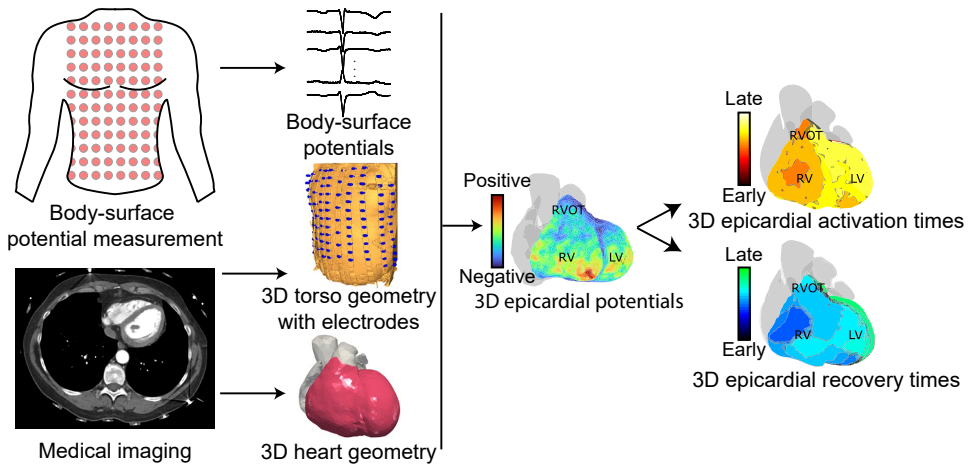 Body-surface
potential measurement
Medical imaging
Body-surface
potentials
3D torso geometry
with electrodes
3D heart geometry
Positive
Negative
RVOT
RV
LV
3D epicardial potentials
Late
Early
RVOT
RV
LV
3D epicardial activation times
Late
Early
RVOT
RV
LV
3D epicardial recovery times